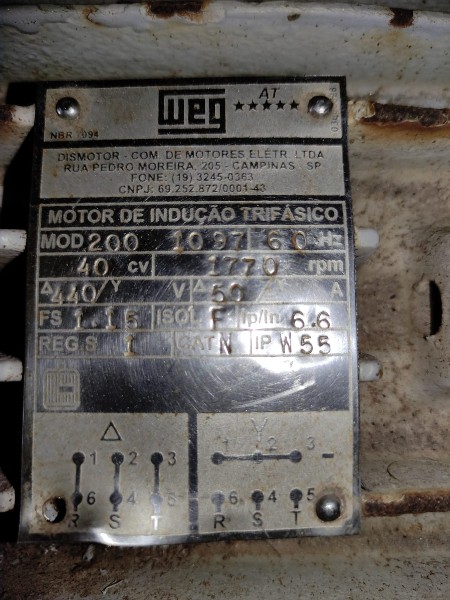 WEG
AT
★★★★★
NBR 7094
DISMOTOR - COM. DE MOTORES ELÉTR. LTDA
RUA PEDRO MOREIRA, 205 - CAMPINAS - SP
FONE: (19) 3245-0363
CNPJ: 69.252.872/0001-43
MOTOR DE INDUÇÃO TRIFÁSICO
MOD 200 1097 60 Hz
40 cv 1770 rpm
Δ 440 / Y V Δ 50 / Y A
FS 1.15 ISOL F Ip/In 6.6
REG.S 1 CAT N IP W 55
Δ Y
1 2 3 1 2 3
6 4 5 6 4 5
R S T R S T